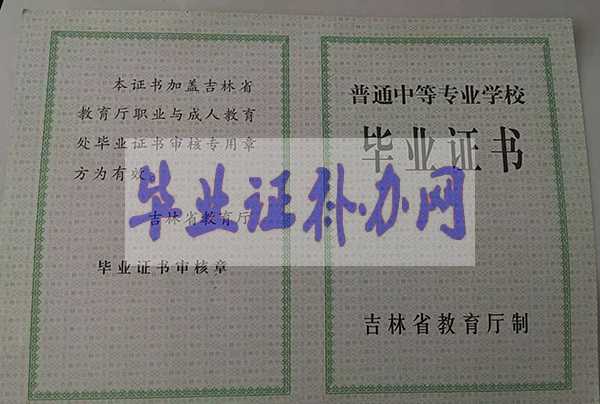 本证书加盖吉林省
教育厅职业与成人教育
处毕业证书审核专用章
方为有效。
吉林省教育厅
毕业证书审核章
普通中等专业学校
毕业证书
吉林省教育厅制
毕业证补办网